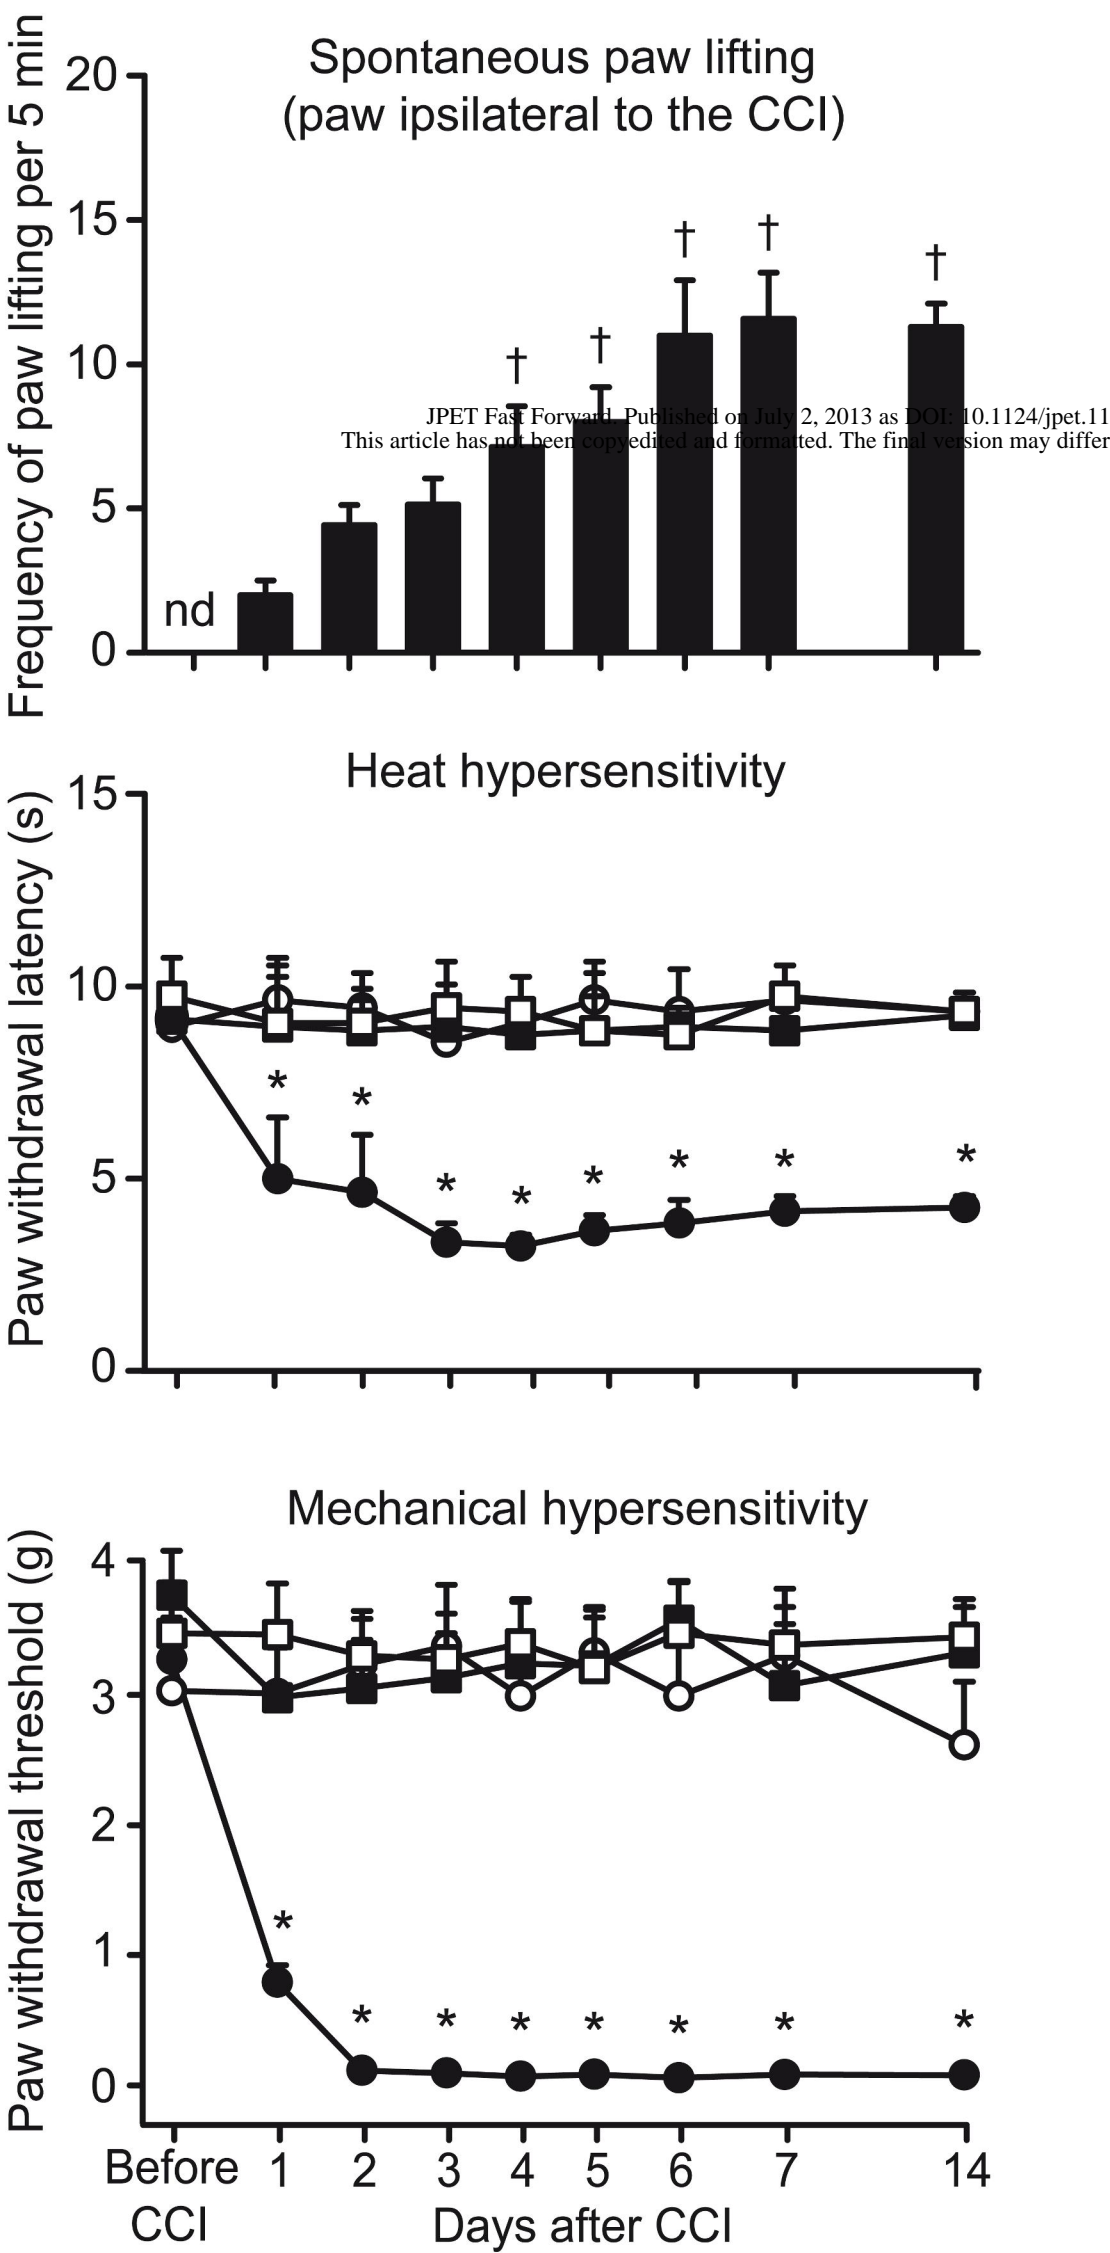 Spontaneous paw lifting
(paw ipsilateral to the CCI)
Frequency of paw lifting per 5 min
20
15
10
5
0
nd
†
†
†
†
†
JPET Fast Forward. Published on July 2, 2013 as DOI: 10.1124/jpet.11
This article has not been copyedited and formatted. The final version may differ
Heat hypersensitivity
Paw withdrawal latency (s)
15
10
5
0
* * * * * * * *
Mechanical hypersensitivity
Paw withdrawal threshold (g)
4
3
2
1
0
*
* * * * * * *
Before 1 2 3 4 5 6 7 14
CCI Days after CCI